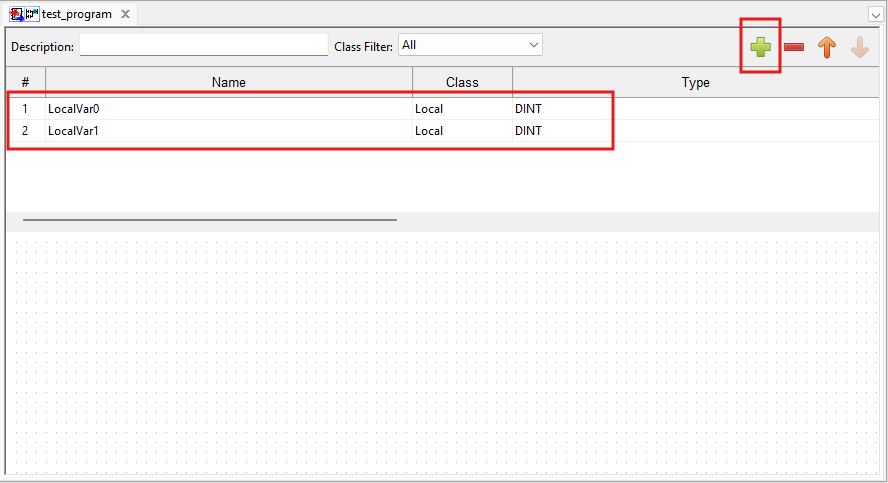 test_program
Description: Class Filter: All
# Name Class Type
1 LocalVar0 Local DINT
2 LocalVar1 Local DINT